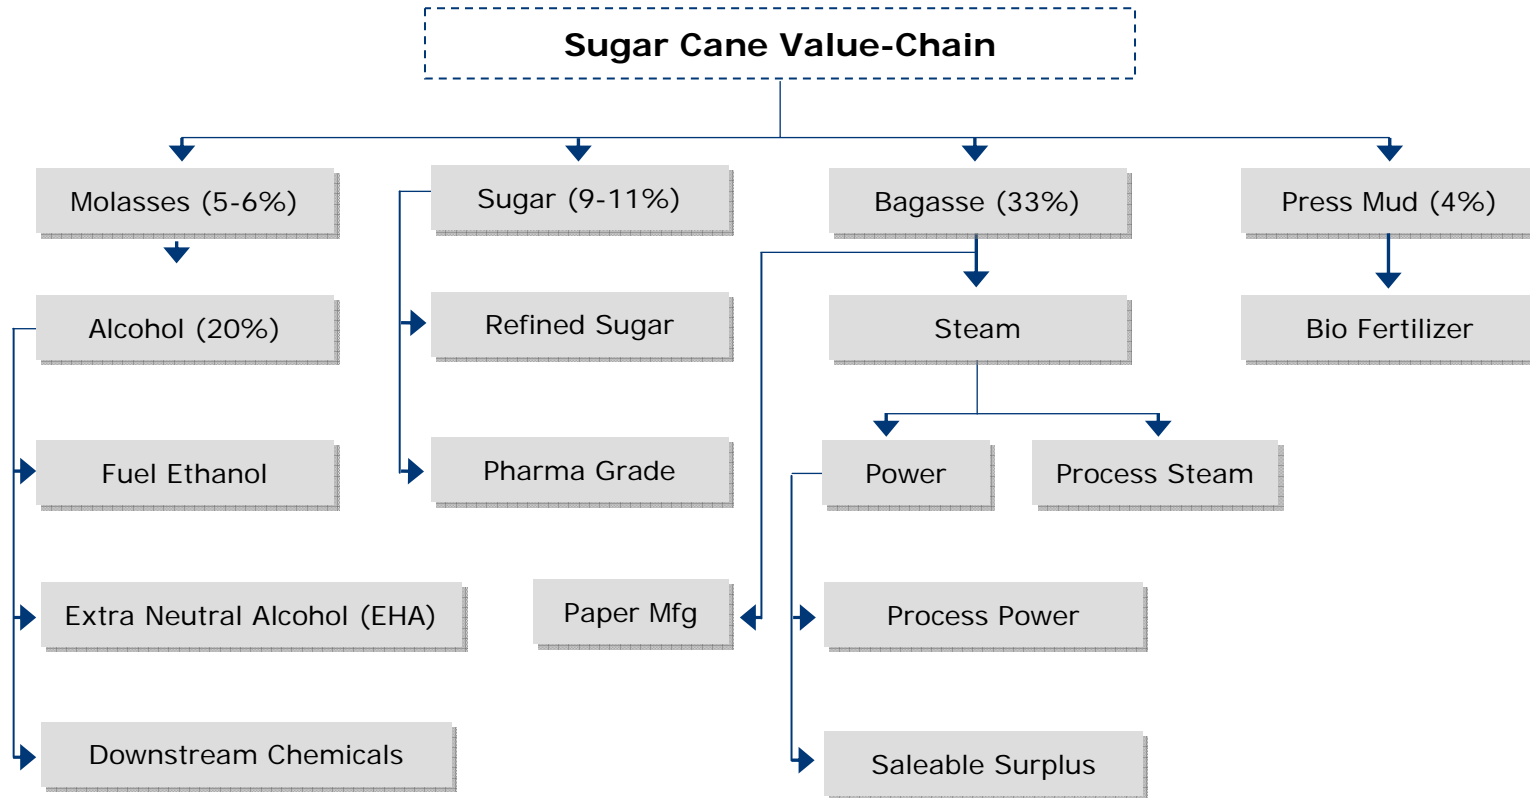 Sugar Cane Value-Chain
Molasses (5-6%)
Sugar (9-11%)
Bagasse (33%)
Press Mud (4%)
Alcohol (20%)
Refined Sugar
Steam
Bio Fertilizer
Fuel Ethanol
Pharma Grade
Power
Process Steam
Extra Neutral Alcohol (EHA)
Paper Mfg
Process Power
Downstream Chemicals
Saleable Surplus